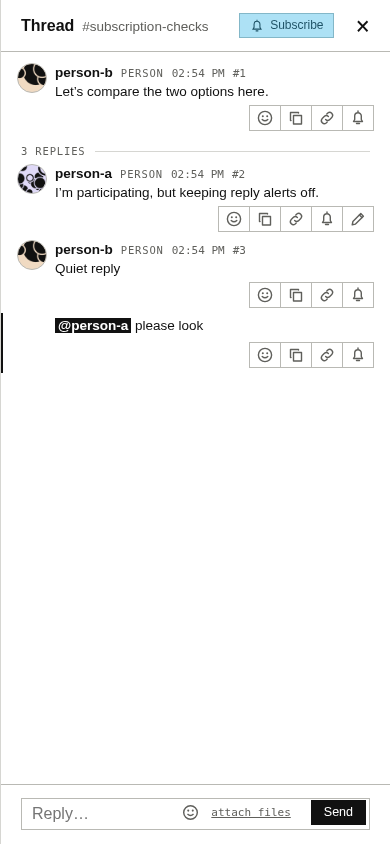 Thread #subscription-checks Subscribe
person-b PERSON 02:54 PM #1
Let's compare the two options here.
3 REPLIES
person-a PERSON 02:54 PM #2
I'm participating, but keeping reply alerts off.
person-b PERSON 02:54 PM #3
Quiet reply
@person-a please look
Reply… attach files Send